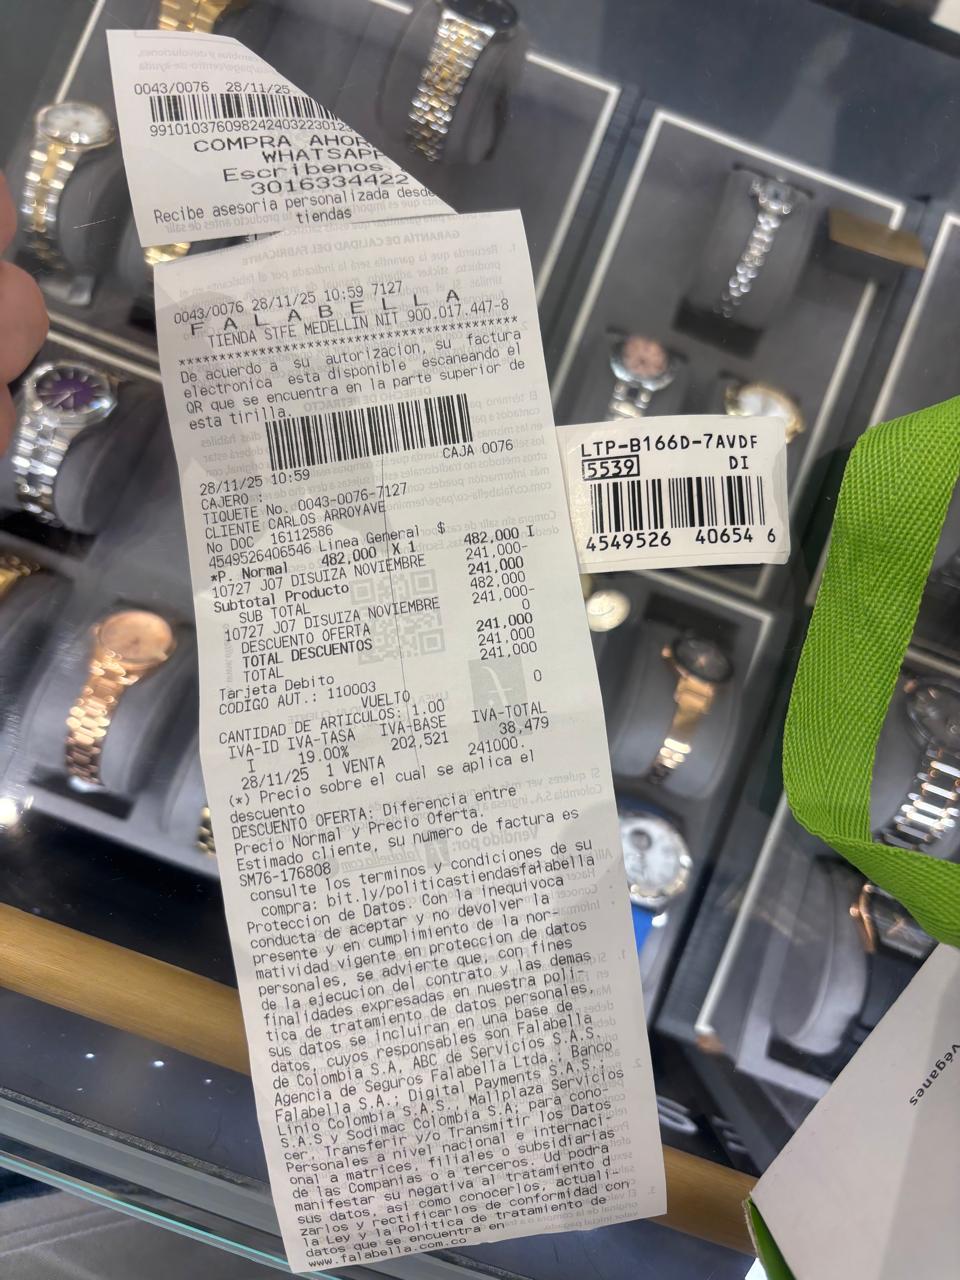 0043/0076 28/11/25
COMPRA AHOR
WHATSAPP
Escribenos
3016334422
Recibe asesoria personalizada desde
tiendas
0043/0076 28/11/25 10:59 7127
F A L A B E L L A
TIENDA STFE MEDELLIN NIT 900.017.447-8
De acuerdo a su autorizacion, su factura
electronica esta disponible escaneando el
QR que se encuentra en la parte superior de
esta tirilla.
28/11/25 10:59 CAJA 0076
CAJERO :
TIQUETE No. 0043-0076-7127
CLIENTE CARLOS ARROYAVE
No DOC 16112586
4549526406546 Linea General $
*P. Normal 482,000 X 1 482,000 I
10727 J07 DISUIZA NOVIEMBRE 241,000-
Subtotal Producto 241,000
SUB TOTAL 482,000
10727 J07 DISUIZA NOVIEMBRE 241,000-
DESCUENTO OFERTA 0
TOTAL DESCUENTOS 241,000
TOTAL 241,000
Tarjeta Debito 241,000
CODIGO AUT.: 110003
VUELTO 0
CANTIDAD DE ARTICULOS: 1.00
IVA-ID IVA-TASA IVA-BASE IVA-TOTAL
I 19.00% 202,521 38,479
28/11/25 1 VENTA 241000.
(*) Precio sobre el cual se aplica el
descuento
DESCUENTO OFERTA: Diferencia entre
Precio Normal y Precio Oferta.
Estimado cliente, su numero de factura es
SM76-176808
consulte los terminos y condiciones de su
compra: bit.ly/politicastiendasfalabella
Proteccion de Datos: Con la inequivoca
conducta de aceptar y no devolver la
presente y en cumplimiento de la nor-
matividad vigente en proteccion de datos
personales, se advierte que, con fines
de la ejecucion del contrato y las demas
finalidades expresadas en nuestra poli-
tica de tratamiento de datos personales,
sus datos se incluiran en una base de
datos, cuyos responsables son Falabella
de Colombia S.A, ABC de Servicios S.A.S.
Agencia de Seguros Falabella Ltda.; Banco
Falabella S.A.; Digital Payments S.A.S.;
Linio Colombia S.A.S.; Mallplaza Servicios
S.A.S y Sodimac Colombia S.A; para cono-
cer, Transferir y/o Transmitir los Datos
Personales a nivel nacional e internaci-
onal a matrices, filiales o subsidiarias
de las Companias o a terceros. Ud podra
manifestar su negativa al tratamiento d
sus datos, asi como conocerlos, actuali-
zarlos y rectificarlos de conformidad con
la Ley y la Politica de tratamiento de
datos que se encuentra en
www.falabella.com.co
LTP-B166D-7AVDF
5539 DI
4549526 40654 6
Véganes